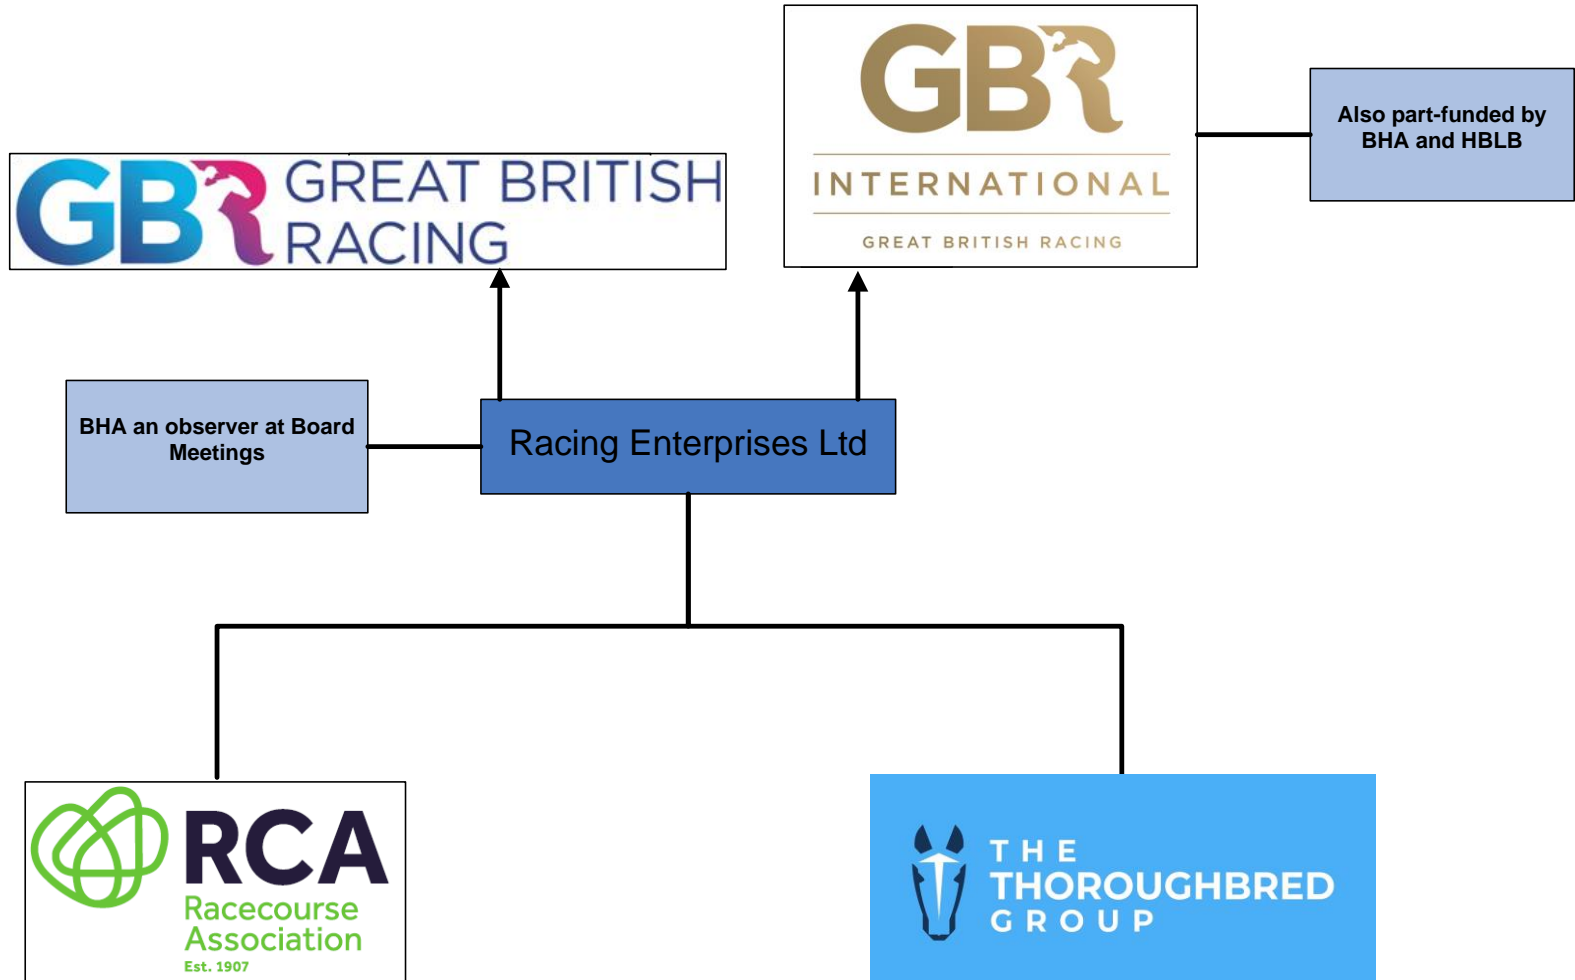 GBR
INTERNATIONAL
GREAT BRITISH RACING
Also part-funded by
BHA and HBLB
GBR GREAT BRITISH
RACING
BHA an observer at Board
Meetings
Racing Enterprises Ltd
RCA
Racecourse
Association
Est. 1907
THE
THOROUGHBRED
GROUP